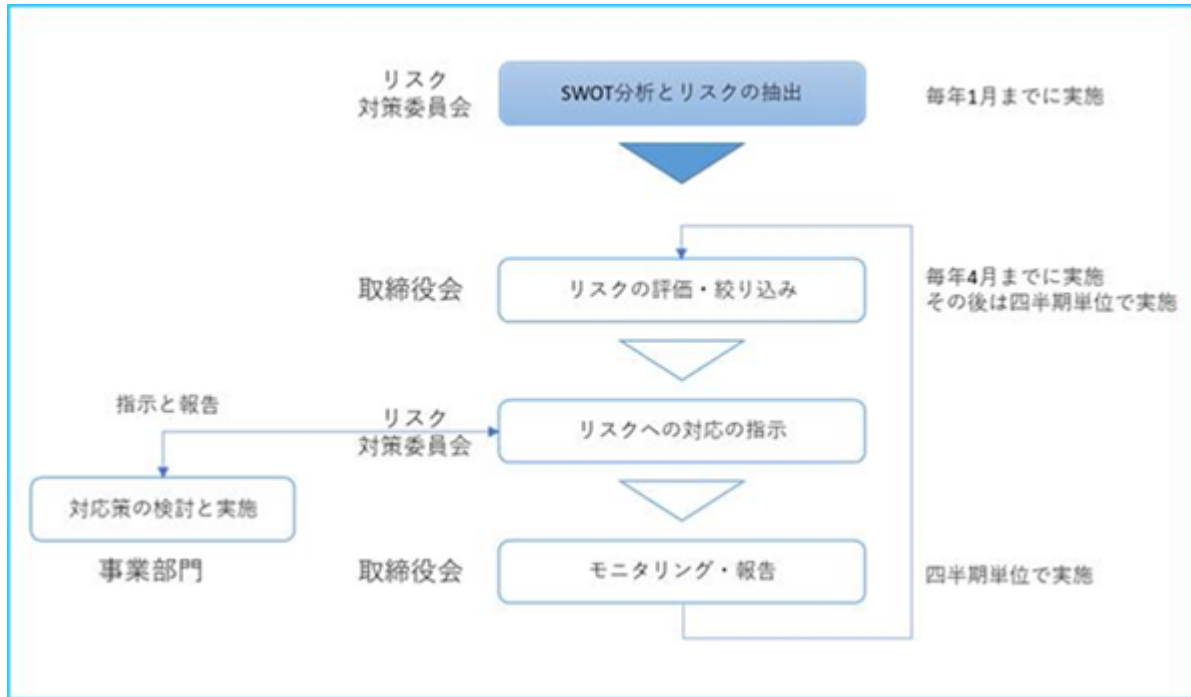 リスク
対策委員会
SWOT分析とリスクの抽出
毎年1月までに実施
取締役会
リスクの評価・絞り込み
毎年4月までに実施
その後は四半期単位で実施
指示と報告
リスク
対策委員会
リスクへの対応の指示
対応策の検討と実施
事業部門
取締役会
モニタリング・報告
四半期単位で実施